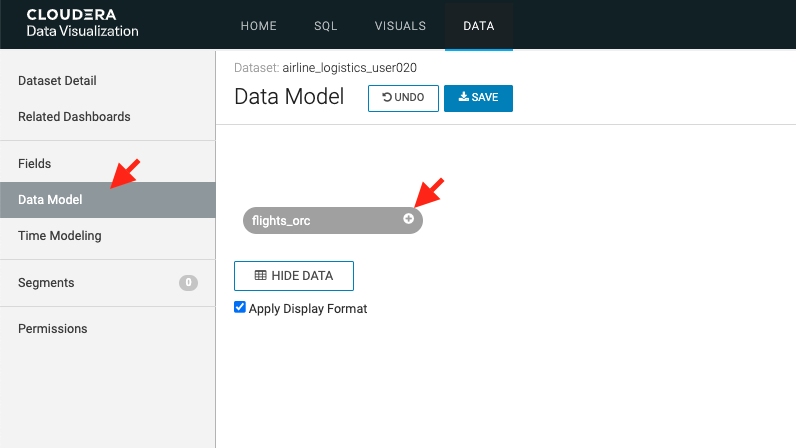 CLOUDERA
Data Visualization
HOME SQL VISUALS DATA
Dataset Detail
Related Dashboards
Fields
Data Model
Time Modeling
Segments 0
Permissions
Dataset: airline_logistics_user020
Data Model UNDO SAVE
flights_orc
HIDE DATA
Apply Display Format